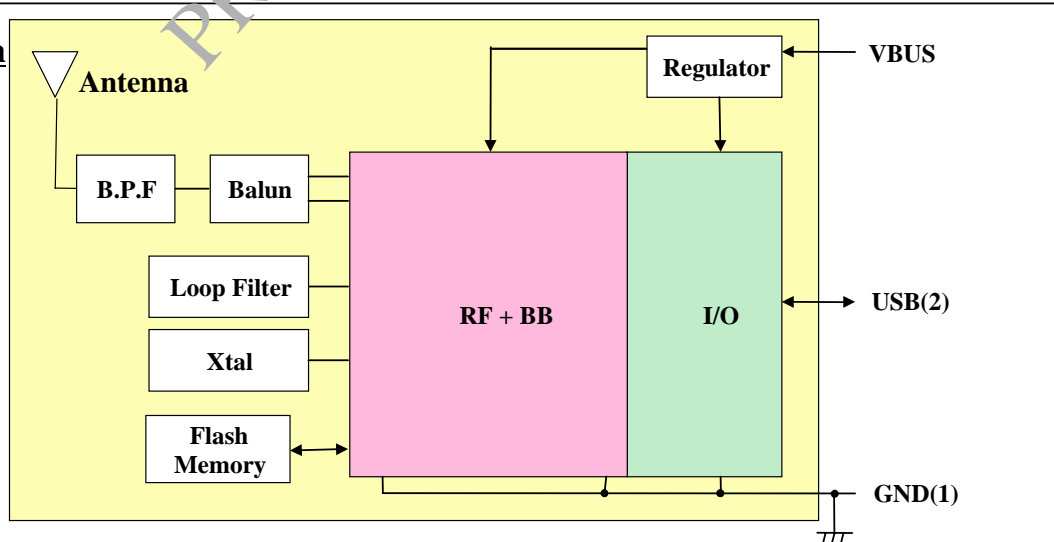 Antenna
Regulator
VBUS
B.P.F
Balun
Loop Filter
RF + BB
I/O
USB(2)
Xtal
Flash
Memory
GND(1)